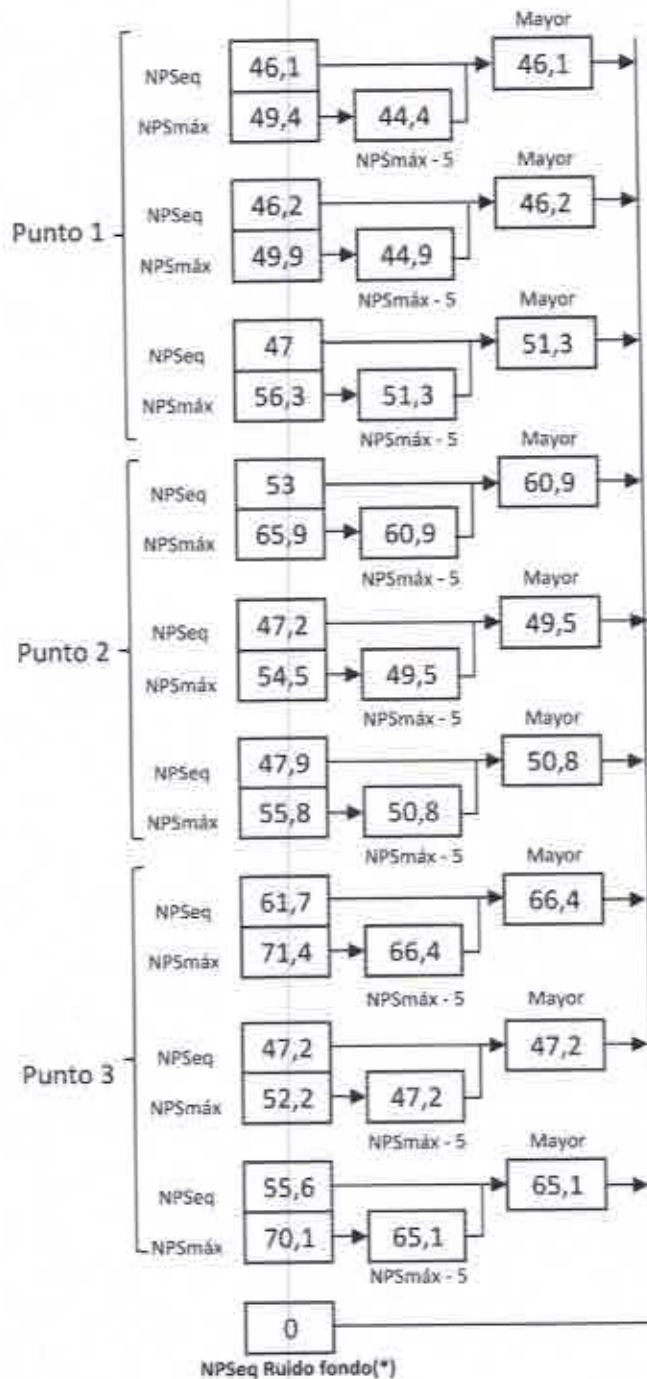 Mayor
NPSeq 46,1 46,1
NPSmáx 49,4 44,4
NPSmáx - 5
Mayor
NPSeq 46,2 46,2
Punto 1
NPSmáx 49,9 44,9
NPSmáx - 5
Mayor
NPSeq 47 51,3
NPSmáx 56,3 51,3
NPSmáx - 5
Mayor
NPSeq 53 60,9
NPSmáx 65,9 60,9
NPSmáx - 5
Mayor
NPSeq 47,2 49,5
Punto 2
NPSmáx 54,5 49,5
NPSmáx - 5
Mayor
NPSeq 47,9 50,8
NPSmáx 55,8 50,8
NPSmáx - 5
Mayor
NPSeq 61,7 66,4
NPSmáx 71,4 66,4
NPSmáx - 5
Mayor
NPSeq 47,2 47,2
Punto 3
NPSmáx 52,2 47,2
NPSmáx - 5
Mayor
NPSeq 55,6 65,1
NPSmáx 70,1 65,1
NPSmáx - 5
0
NPSeq Ruido fondo(*)